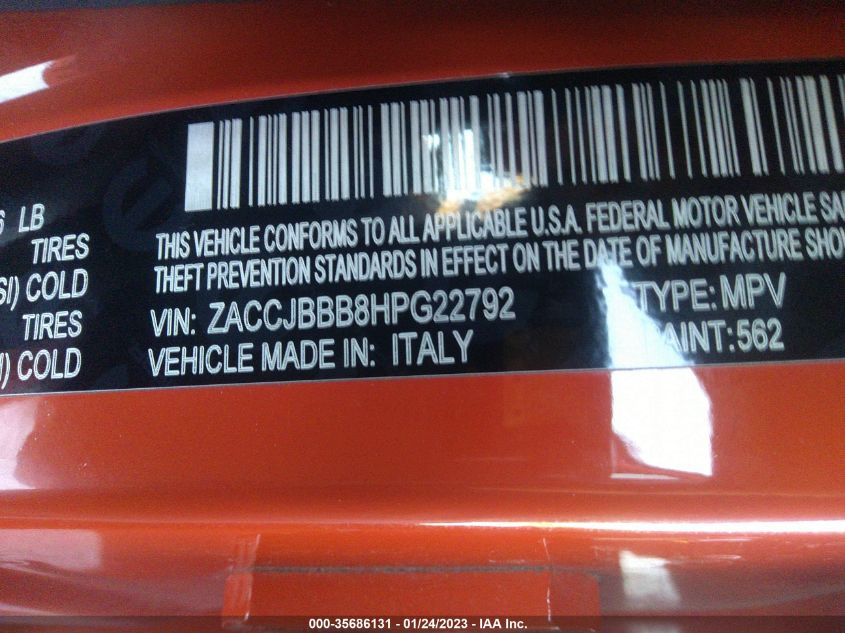 6 LB
TIRES
SI) COLD
TIRES
I) COLD
THIS VEHICLE CONFORMS TO ALL APPLICABLE U.S.A. FEDERAL MOTOR VEHICLE SA
THEFT PREVENTION STANDARDS IN EFFECT ON THE DATE OF MANUFACTURE SHO
VIN: ZACCJBBB8HPG22792 TYPE: MPV
VEHICLE MADE IN: ITALY AINT: 562
000-35686131 - 01/24/2023 - IAA Inc.